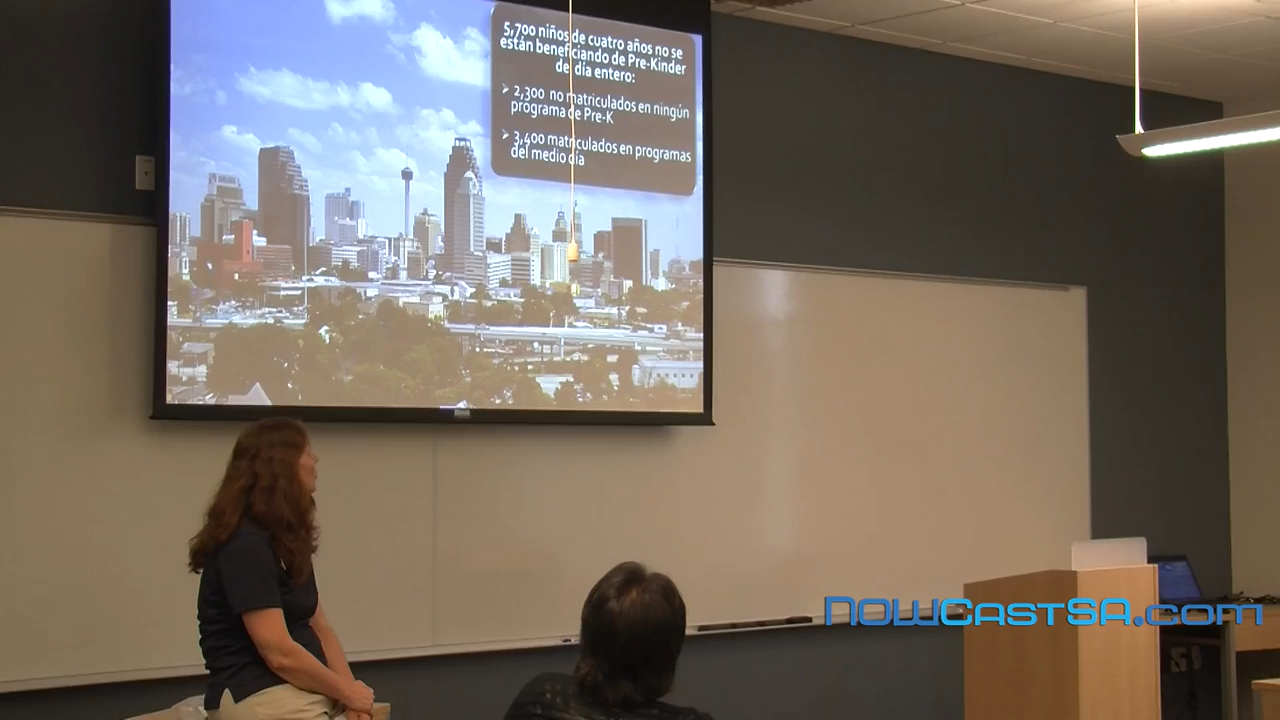 5,700 niños de cuatro años no se
están beneficiando de Pre-Kinder
del día entero:
➤ 2,300 no matriculados en ningún
programa de Pre-K
➤ 3,400 matriculados en programas
del medio día
NOWCASTSA.COM